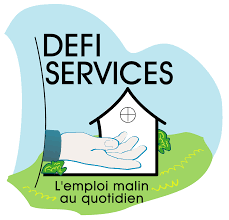 DEFI
SERVICES
L'emploi malin
au quotidien